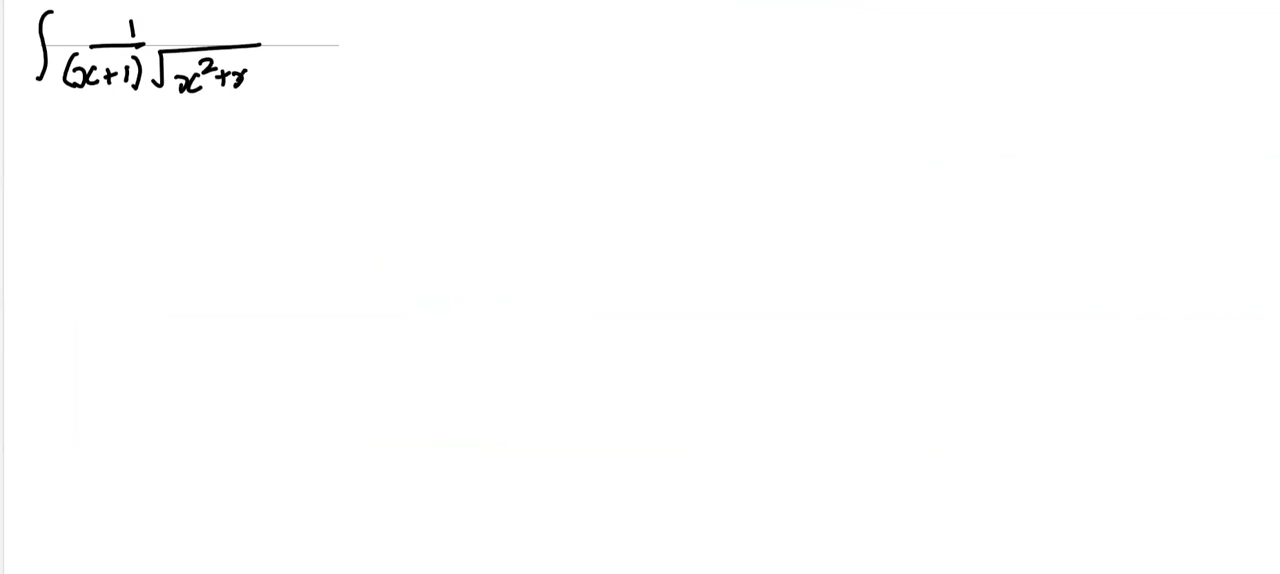 ∫ 1/((x+1)√(x²+x))